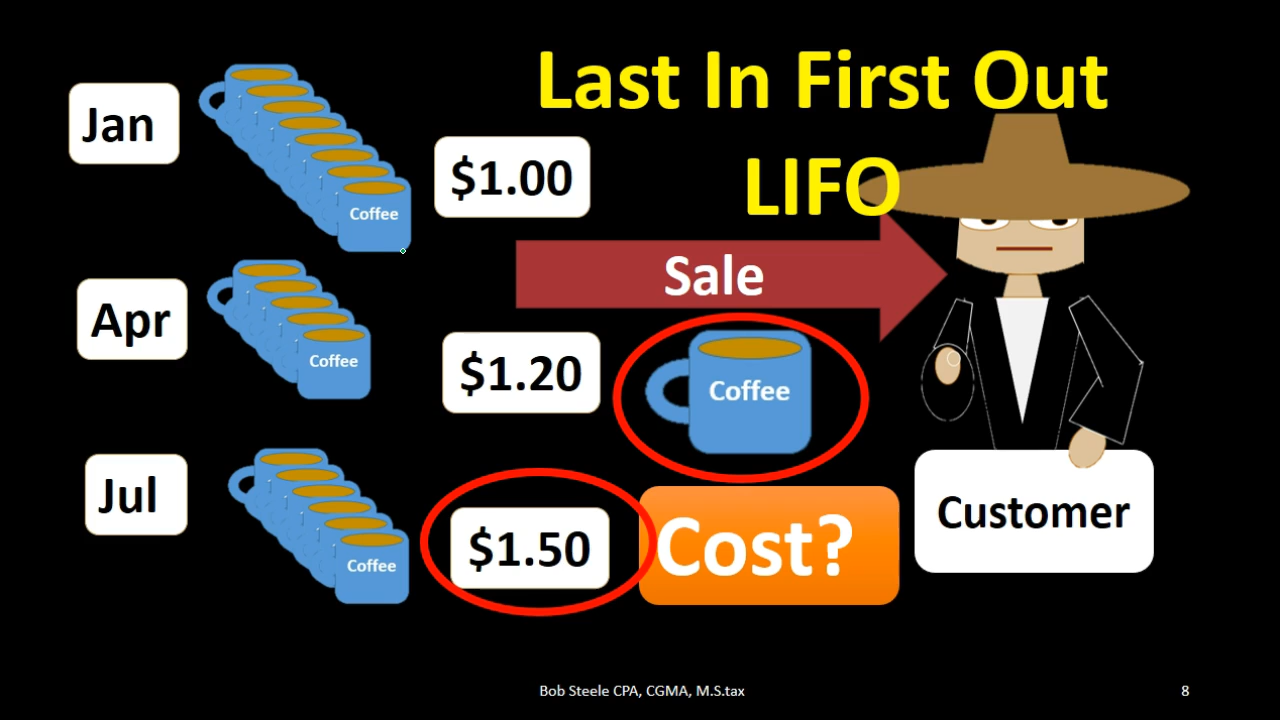 Last In First Out
LIFO
Jan
Coffee
$1.00
Sale
Apr
Coffee
$1.20
Coffee
Jul
Coffee
$1.50
Cost?
Customer
Bob Steele CPA, CGMA, M.S.tax
8